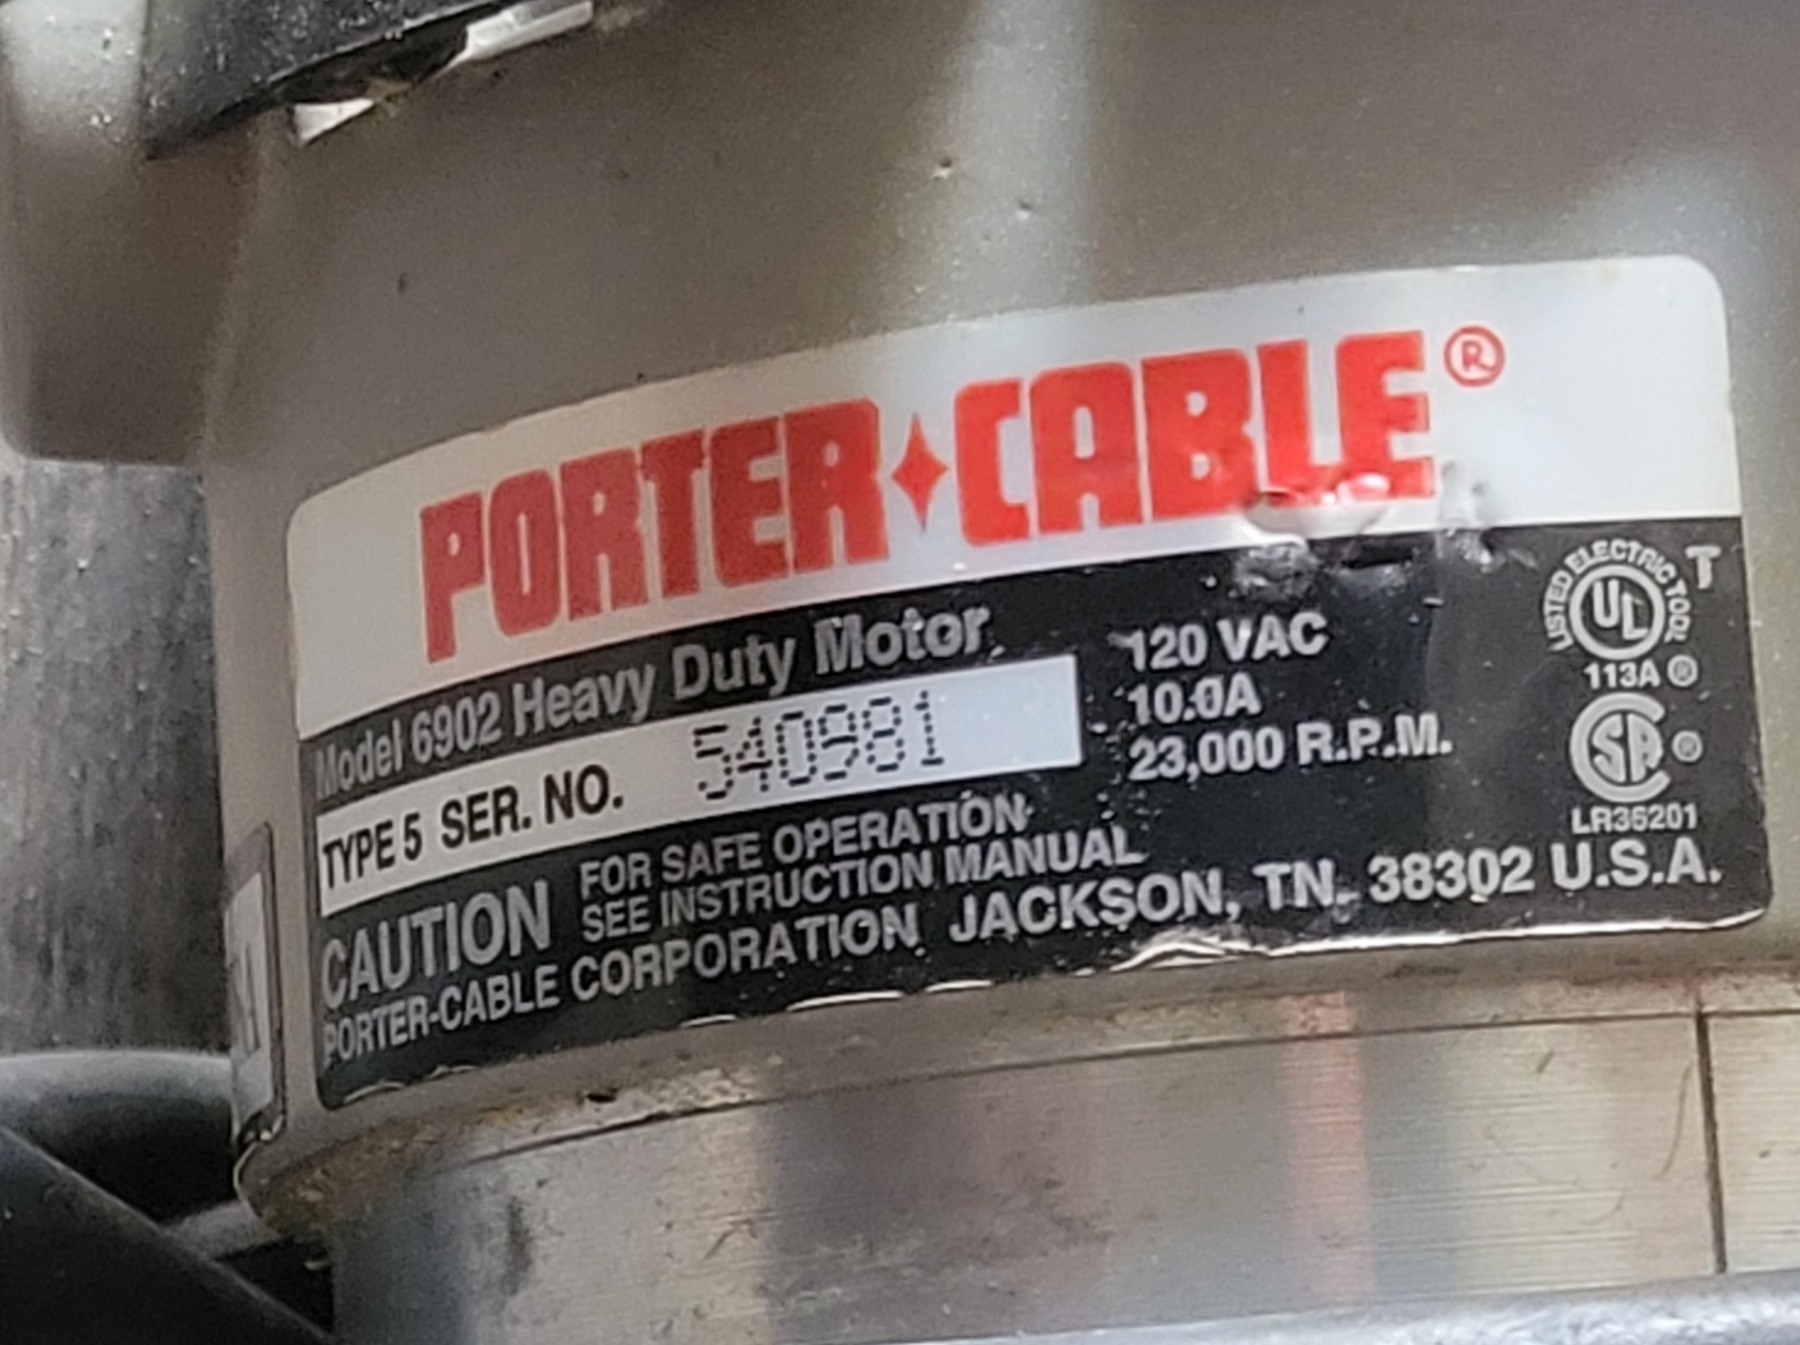 PORTER✦CABLE®
Model 6902 Heavy Duty Motor
TYPE 5 SER. NO. 540981
120 VAC
10.0A
23,000 R.P.M.
LISTED ELECTRIC TOOL
UL
T
113A ®
SA ®
LR36201
CAUTION FOR SAFE OPERATION
SEE INSTRUCTION MANUAL
PORTER-CABLE CORPORATION JACKSON, TN. 38302 U.S.A.